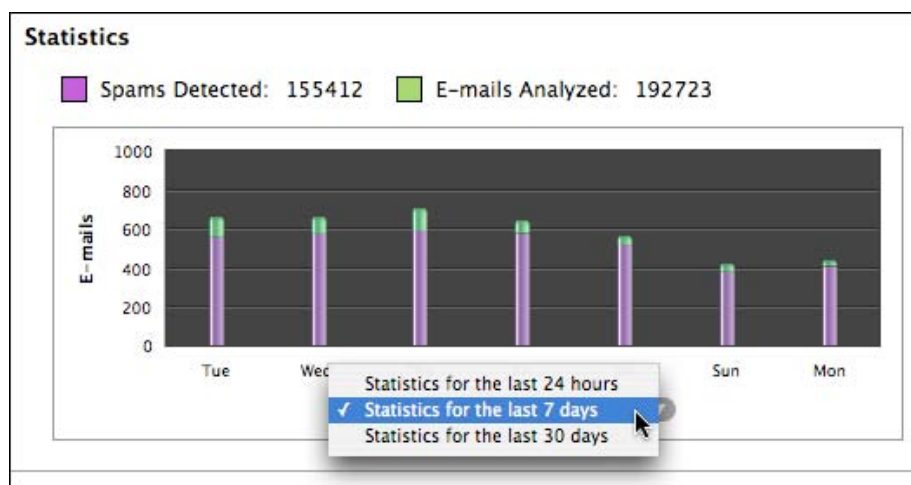 Statistics
Spams Detected: 155412 E-mails Analyzed: 192723
1000
800
600
400
200
0
E-mails
Tue Wed Sun Mon
Statistics for the last 24 hours
✓ Statistics for the last 7 days
Statistics for the last 30 days